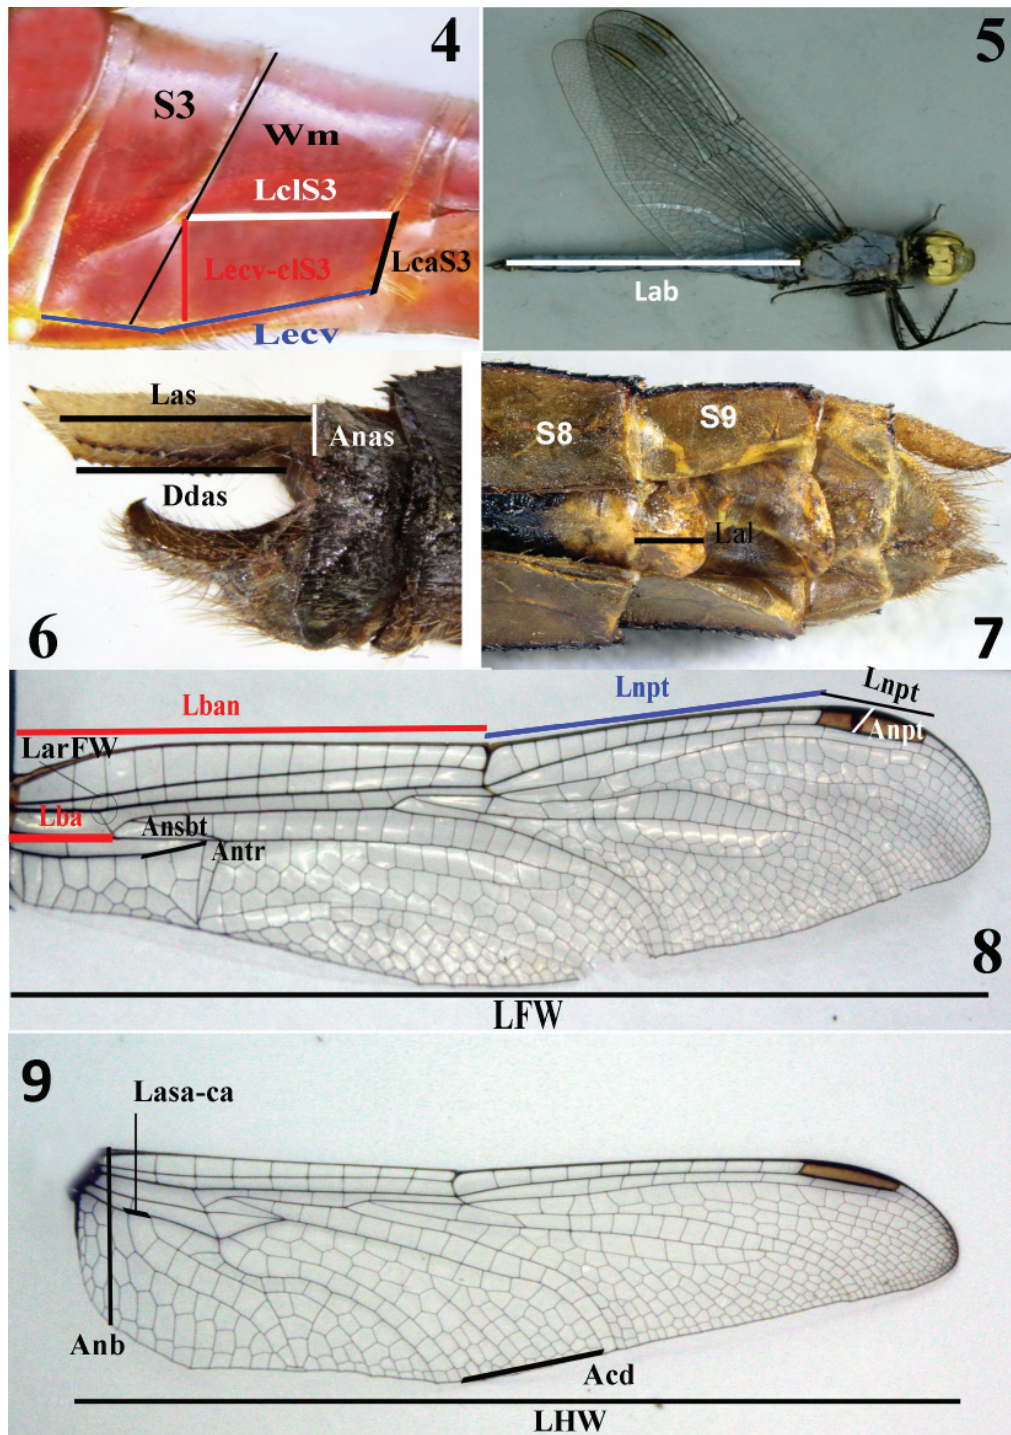 4
S3
Wm
LclS3
Lecv-clS3
LcaS3
Lecv
5
Lab
Las
Anas
Ddas
6
S8
S9
Lal
7
Lban
Lnpt
Lnpt
LarFW
Anpt
Lba
Ansbt
Antr
8
LFW
9
Lasa-ca
Anb
Acd
LHW